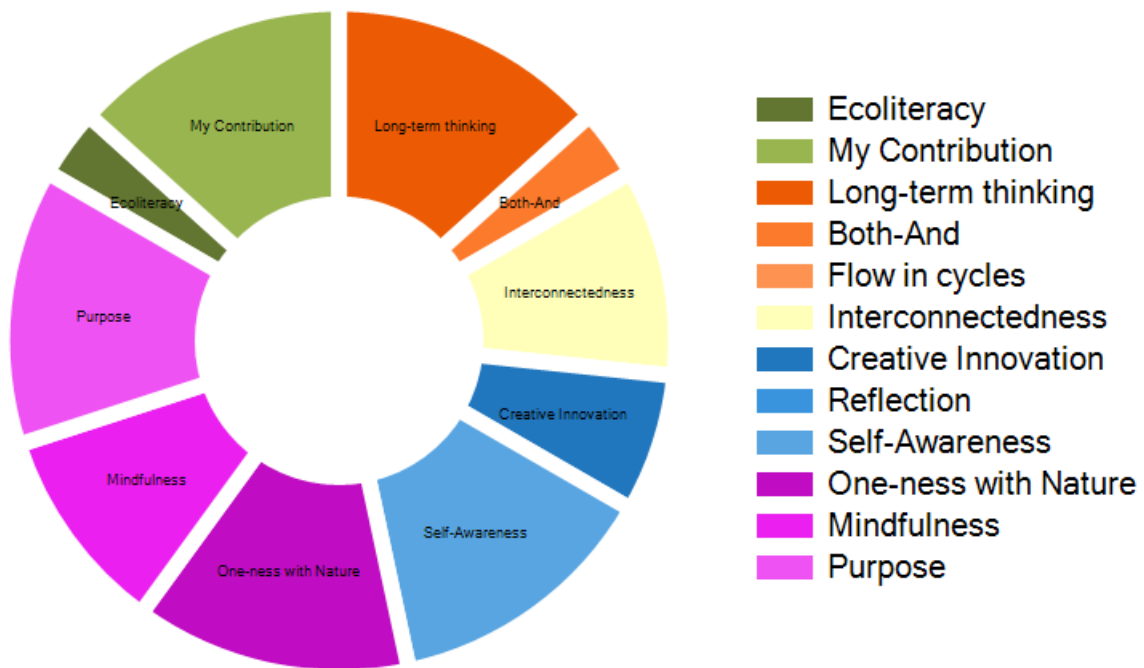 My Contribution
Long-term thinking
Ecoliteracy
Both-And
Interconnectedness
Purpose
Creative Innovation
Mindfulness
Self-Awareness
One-ness with Nature
Ecoliteracy
My Contribution
Long-term thinking
Both-And
Flow in cycles
Interconnectedness
Creative Innovation
Reflection
Self-Awareness
One-ness with Nature
Mindfulness
Purpose